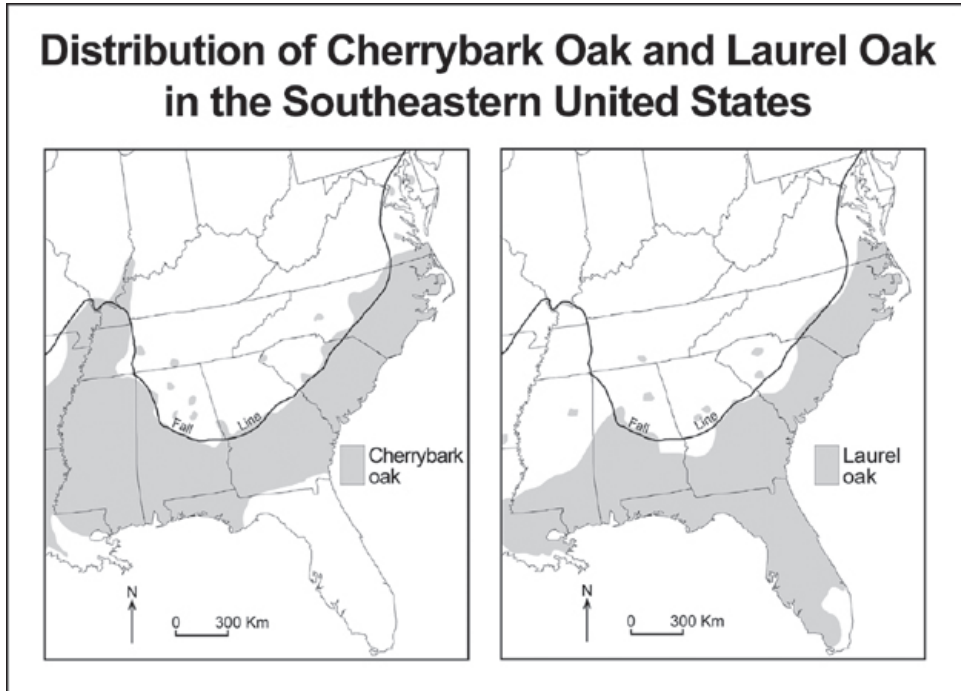 Distribution of Cherrybark Oak and Laurel Oak
in the Southeastern United States
Fall Line
Cherrybark
oak
N
0 300 Km
Fall Line
Laurel
oak
N
0 300 Km